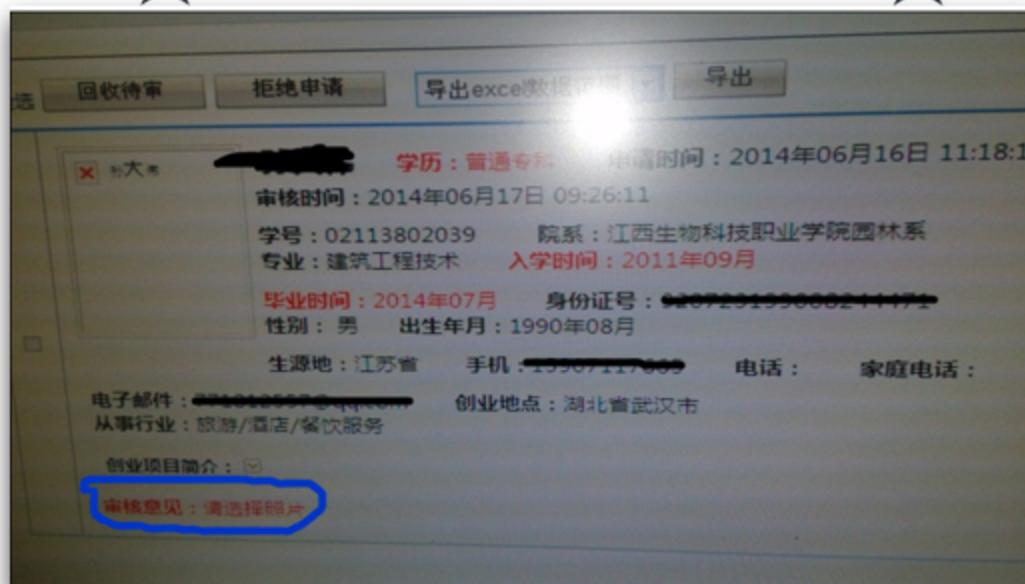 选 回收待审 拒绝申请 导出excel数据 导出
大 学历：普通专科 申请时间：2014年06月16日 11:18:1
审核时间：2014年06月17日 09:26:11
学号：02113802039 院系：江西生物科技职业学院园林系
专业：建筑工程技术 入学时间：2011年09月
毕业时间：2014年07月 身份证号：
性别：男 出生年月：1990年08月
生源地：江苏省 手机： 电话： 家庭电话：
电子邮件： 创业地点：湖北省武汉市
从事行业：旅游/酒店/餐饮服务
创业项目简介：
审核意见：请选择照片